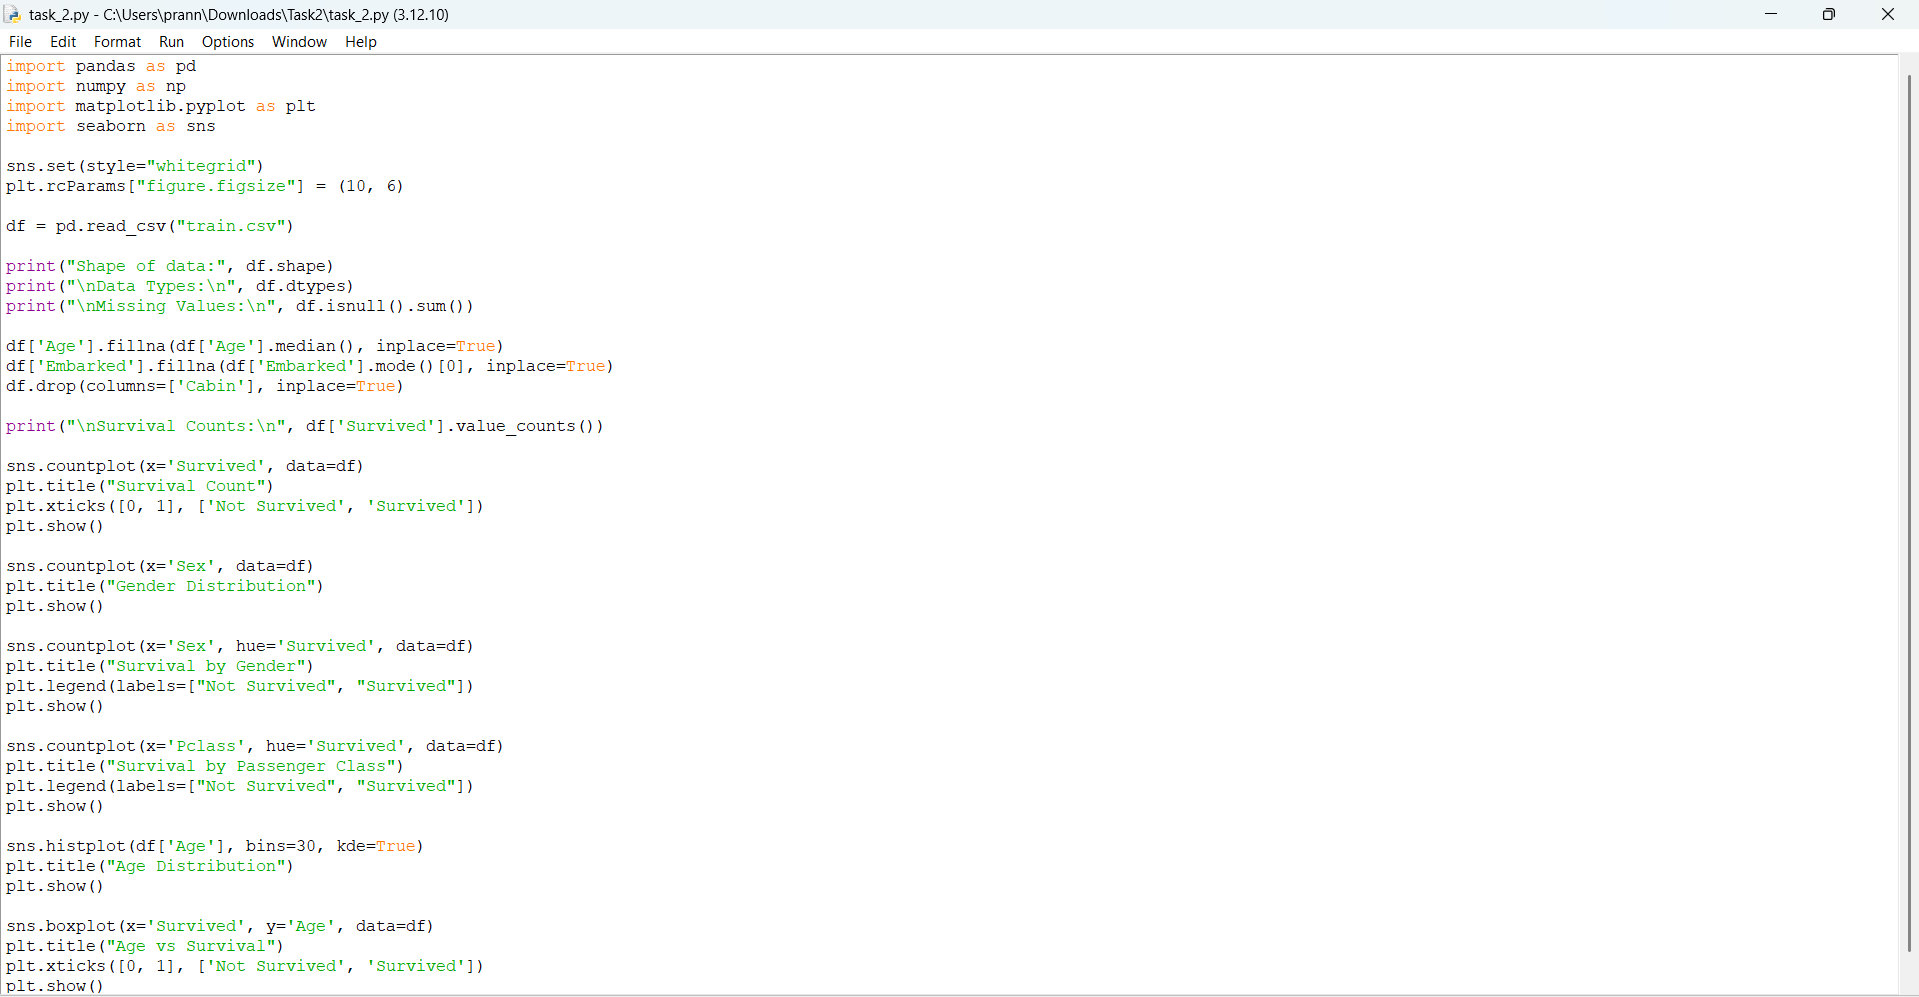 task_2.py - C:\Users\prann\Downloads\Task2\task_2.py (3.12.10)
File Edit Format Run Options Window Help
import pandas as pd
import numpy as np
import matplotlib.pyplot as plt
import seaborn as sns

sns.set(style="whitegrid")
plt.rcParams["figure.figsize"] = (10, 6)

df = pd.read_csv("train.csv")

print("Shape of data:", df.shape)
print("\nData Types:\n", df.dtypes)
print("\nMissing Values:\n", df.isnull().sum())

df['Age'].fillna(df['Age'].median(), inplace=True)
df['Embarked'].fillna(df['Embarked'].mode()[0], inplace=True)
df.drop(columns=['Cabin'], inplace=True)

print("\nSurvival Counts:\n", df['Survived'].value_counts())

sns.countplot(x='Survived', data=df)
plt.title("Survival Count")
plt.xticks([0, 1], ['Not Survived', 'Survived'])
plt.show()

sns.countplot(x='Sex', data=df)
plt.title("Gender Distribution")
plt.show()

sns.countplot(x='Sex', hue='Survived', data=df)
plt.title("Survival by Gender")
plt.legend(labels=["Not Survived", "Survived"])
plt.show()

sns.countplot(x='Pclass', hue='Survived', data=df)
plt.title("Survival by Passenger Class")
plt.legend(labels=["Not Survived", "Survived"])
plt.show()

sns.histplot(df['Age'], bins=30, kde=True)
plt.title("Age Distribution")
plt.show()

sns.boxplot(x='Survived', y='Age', data=df)
plt.title("Age vs Survival")
plt.xticks([0, 1], ['Not Survived', 'Survived'])
plt.show()